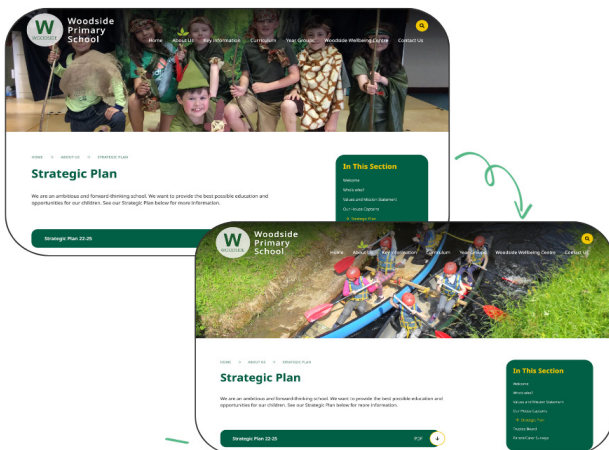 W
WOODSIDE
Woodside
Primary
School
Home About Us Key Information Curriculum Year Groups Woodside Wellbeing Centre Contact Us
HOME ABOUT US STRATEGIC PLAN
Strategic Plan
We are an ambitious and forward-thinking school. We want to provide the best possible education and
opportunities for our children. See our Strategic Plan below for more information.
In This Section
Welcome
Who's who?
Values and Mission Statement
Our House Captains
Strategic Plan
Strategic Plan 22-25
W
WOODSIDE
Woodside
Primary
School
Home About Us Key Information Curriculum Year Groups Woodside Wellbeing Centre Contact Us
HOME ABOUT US STRATEGIC PLAN
Strategic Plan
We are an ambitious and forward-thinking school. We want to provide the best possible education and
opportunities for our children. See our Strategic Plan below for more information.
In This Section
Welcome
Who's who?
Values and Mission Statement
Our House Captains
Strategic Plan
Trustee Board
Parent/Carer Surveys
Strategic Plan 22-25 PDF